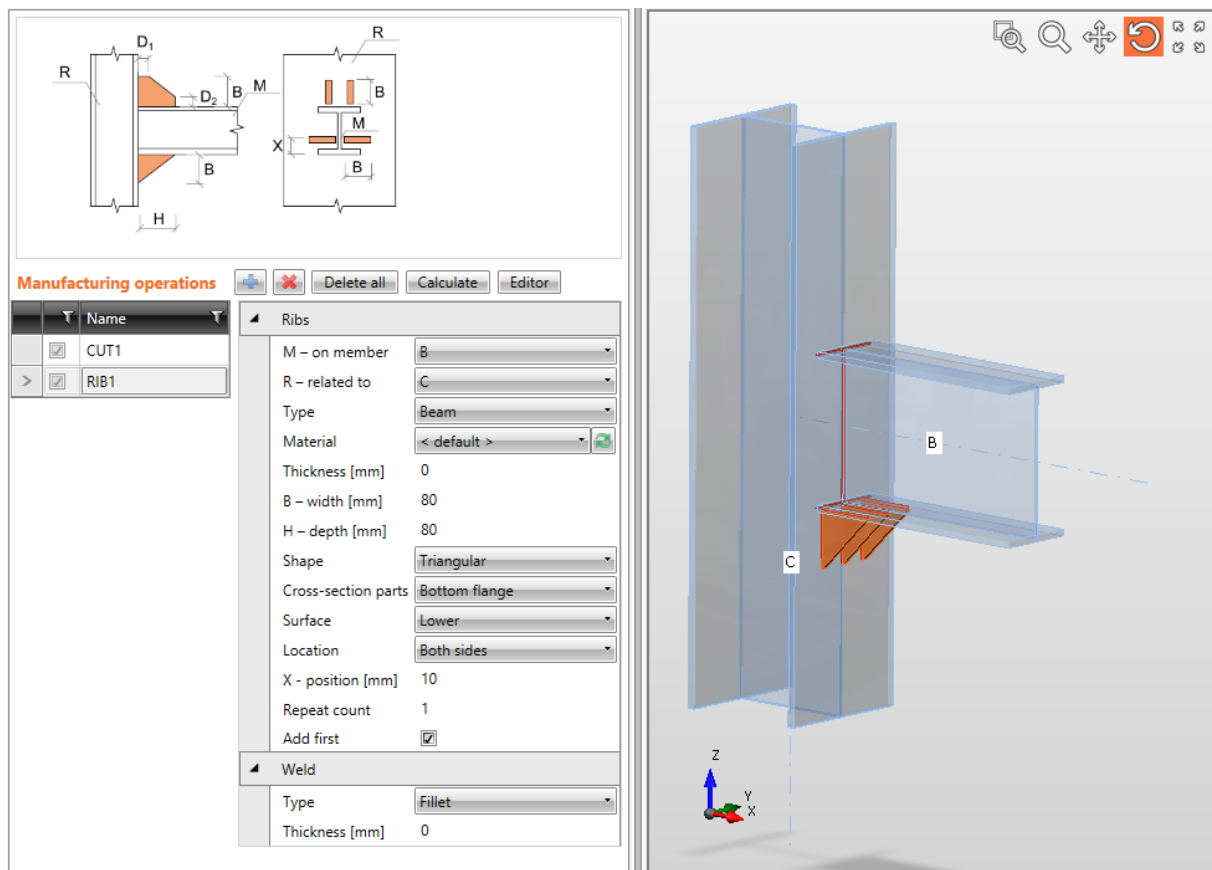 D1
R
B
M
D2
B
H
R
B
M
X
B
Manufacturing operations
Delete all
Calculate
Editor
Name
CUT1
> RIB1
Ribs
M – on member B
R – related to C
Type Beam
Material < default >
Thickness [mm] 0
B – width [mm] 80
H – depth [mm] 80
Shape Triangular
Cross-section parts Bottom flange
Surface Lower
Location Both sides
X - position [mm] 10
Repeat count 1
Add first
Weld
Type Fillet
Thickness [mm] 0
B
C
Z
Y
X